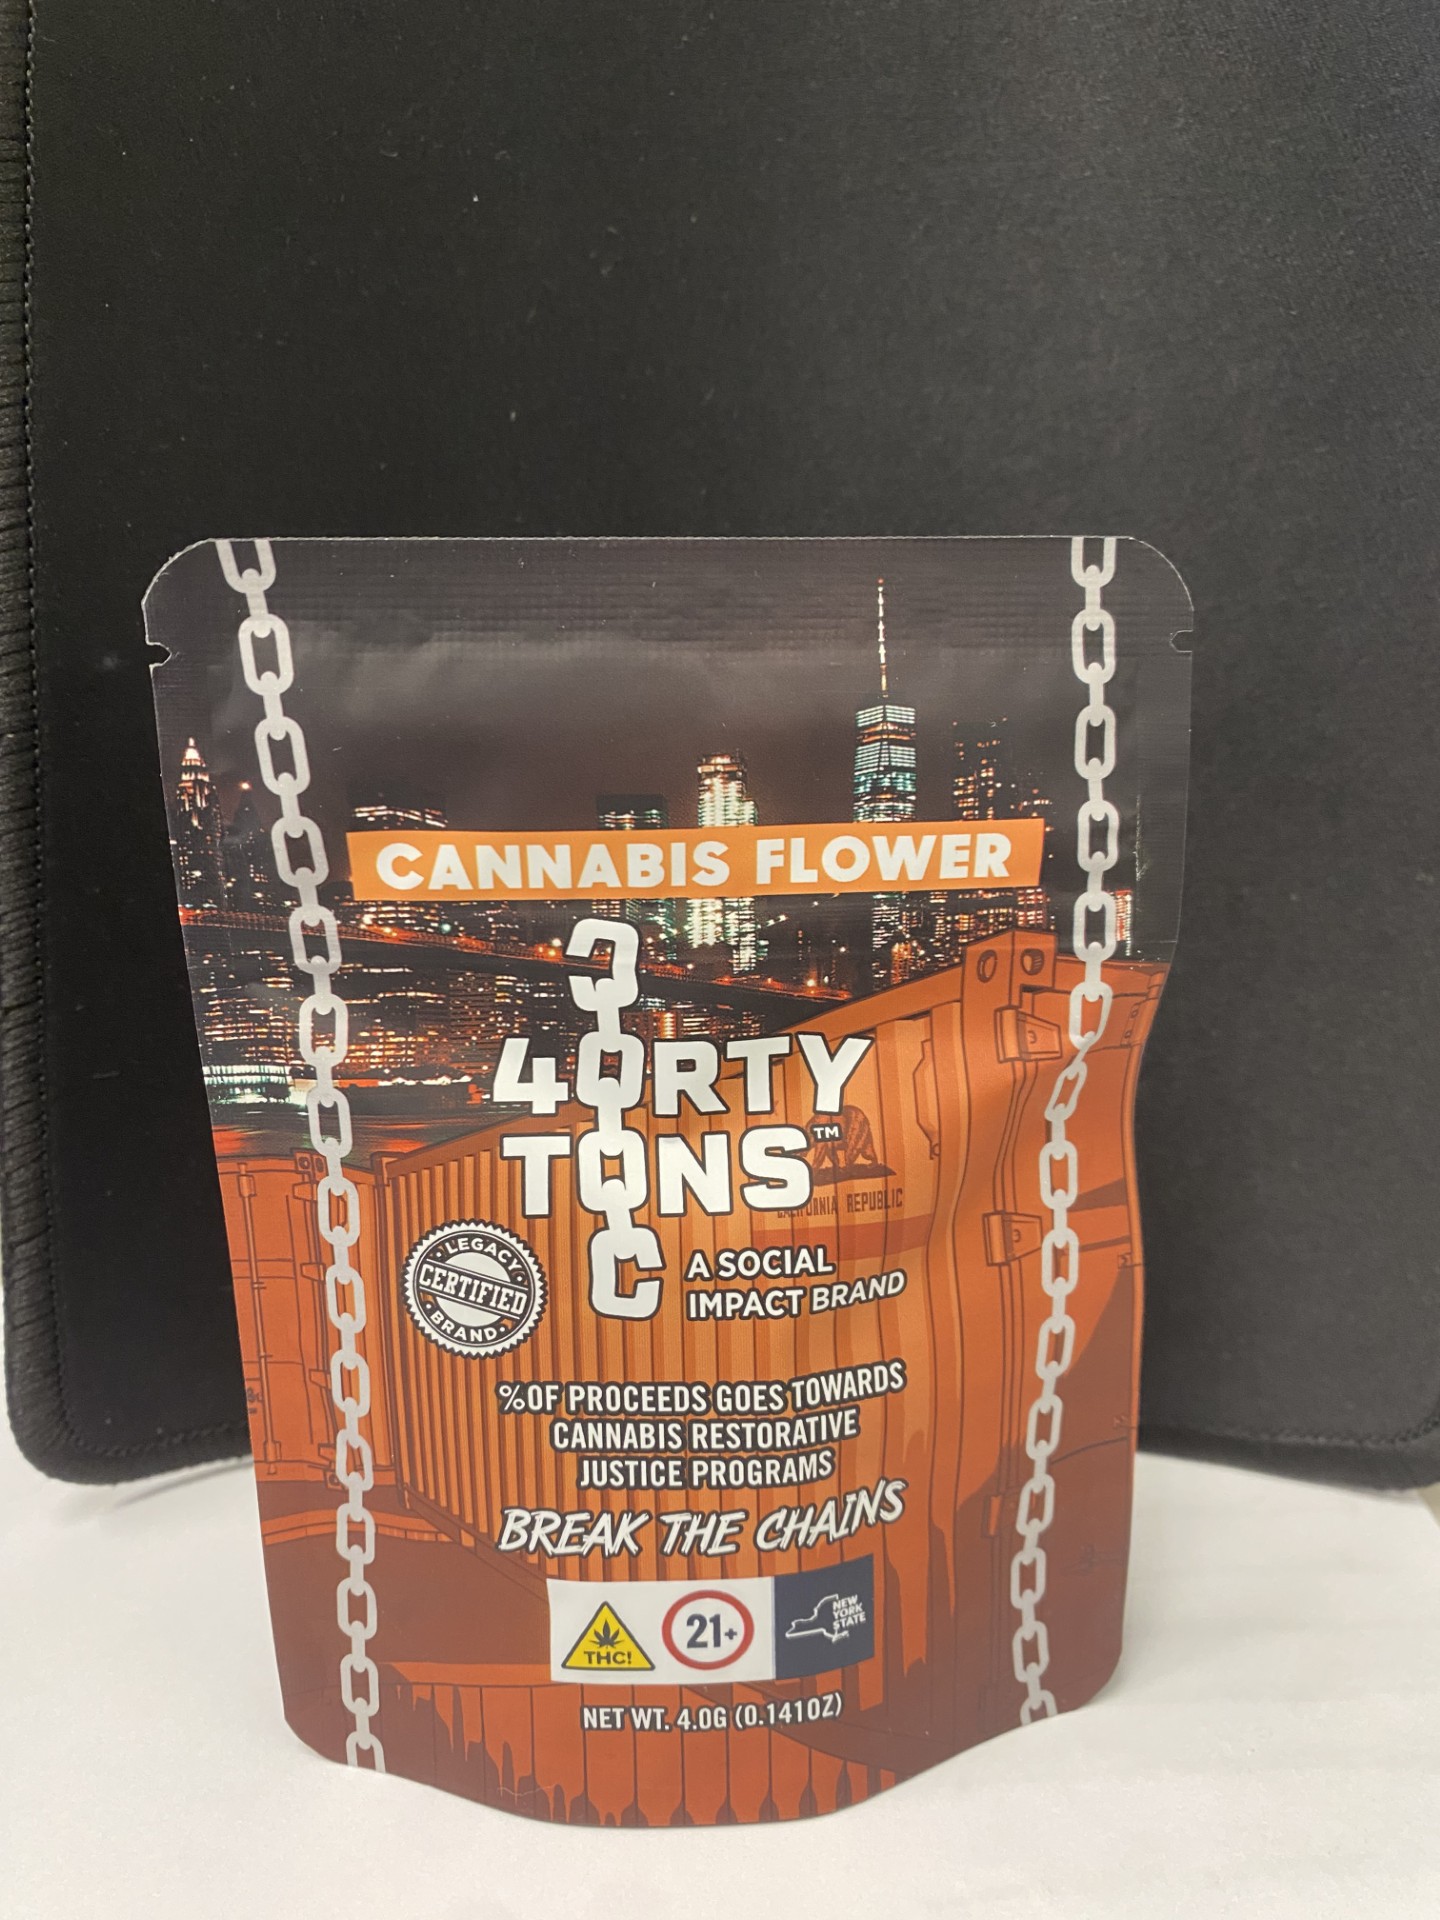 CANNABIS FLOWER
4ORTY
TONS™
CALIFORNIA REPUBLIC
LEGACY
CERTIFIED
BRAND
A SOCIAL
IMPACT BRAND
% OF PROCEEDS GOES TOWARDS
CANNABIS RESTORATIVE
JUSTICE PROGRAMS
BREAK THE CHAINS
THC!
21+
NEW
YORK
STATE
NET WT. 4.0G (0.141OZ)